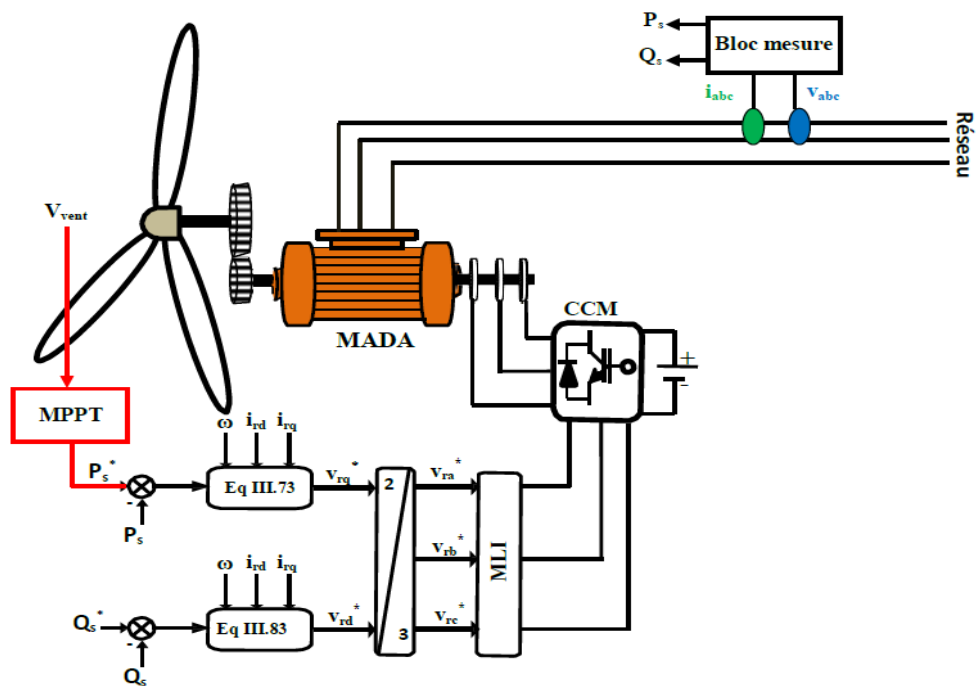 Ps
Bloc mesure
Qs
iabc
vabc
Réseau
Vvent
CCM
+
-
MADA
MPPT
ω
ird
irq
Ps*
Eq III.73
vrq*
2
vra*
-
Ps
MLI
vrb*
ω
ird
irq
Qs*
Eq III.83
vrd*
3
vrc*
-
Qs